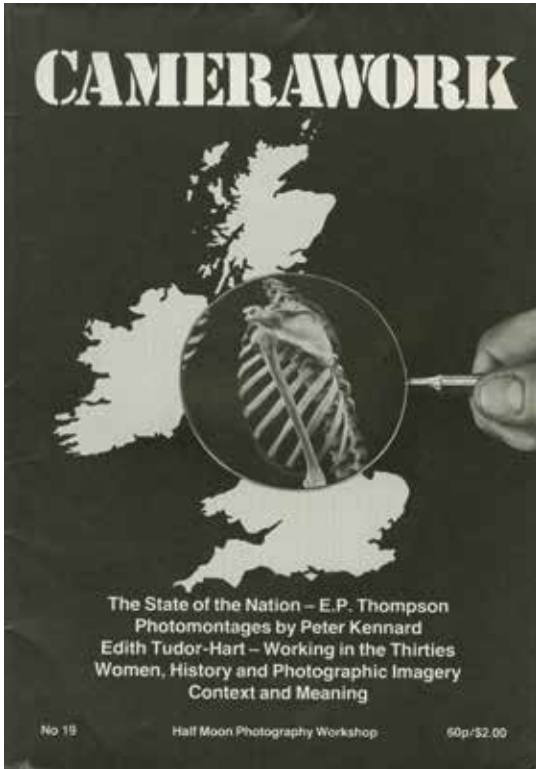 CAMERAWORK
The State of the Nation – E.P. Thompson
Photomontages by Peter Kennard
Edith Tudor-Hart – Working in the Thirties
Women, History and Photographic Imagery
Context and Meaning
No 19 Half Moon Photography Workshop 60p/$2.00